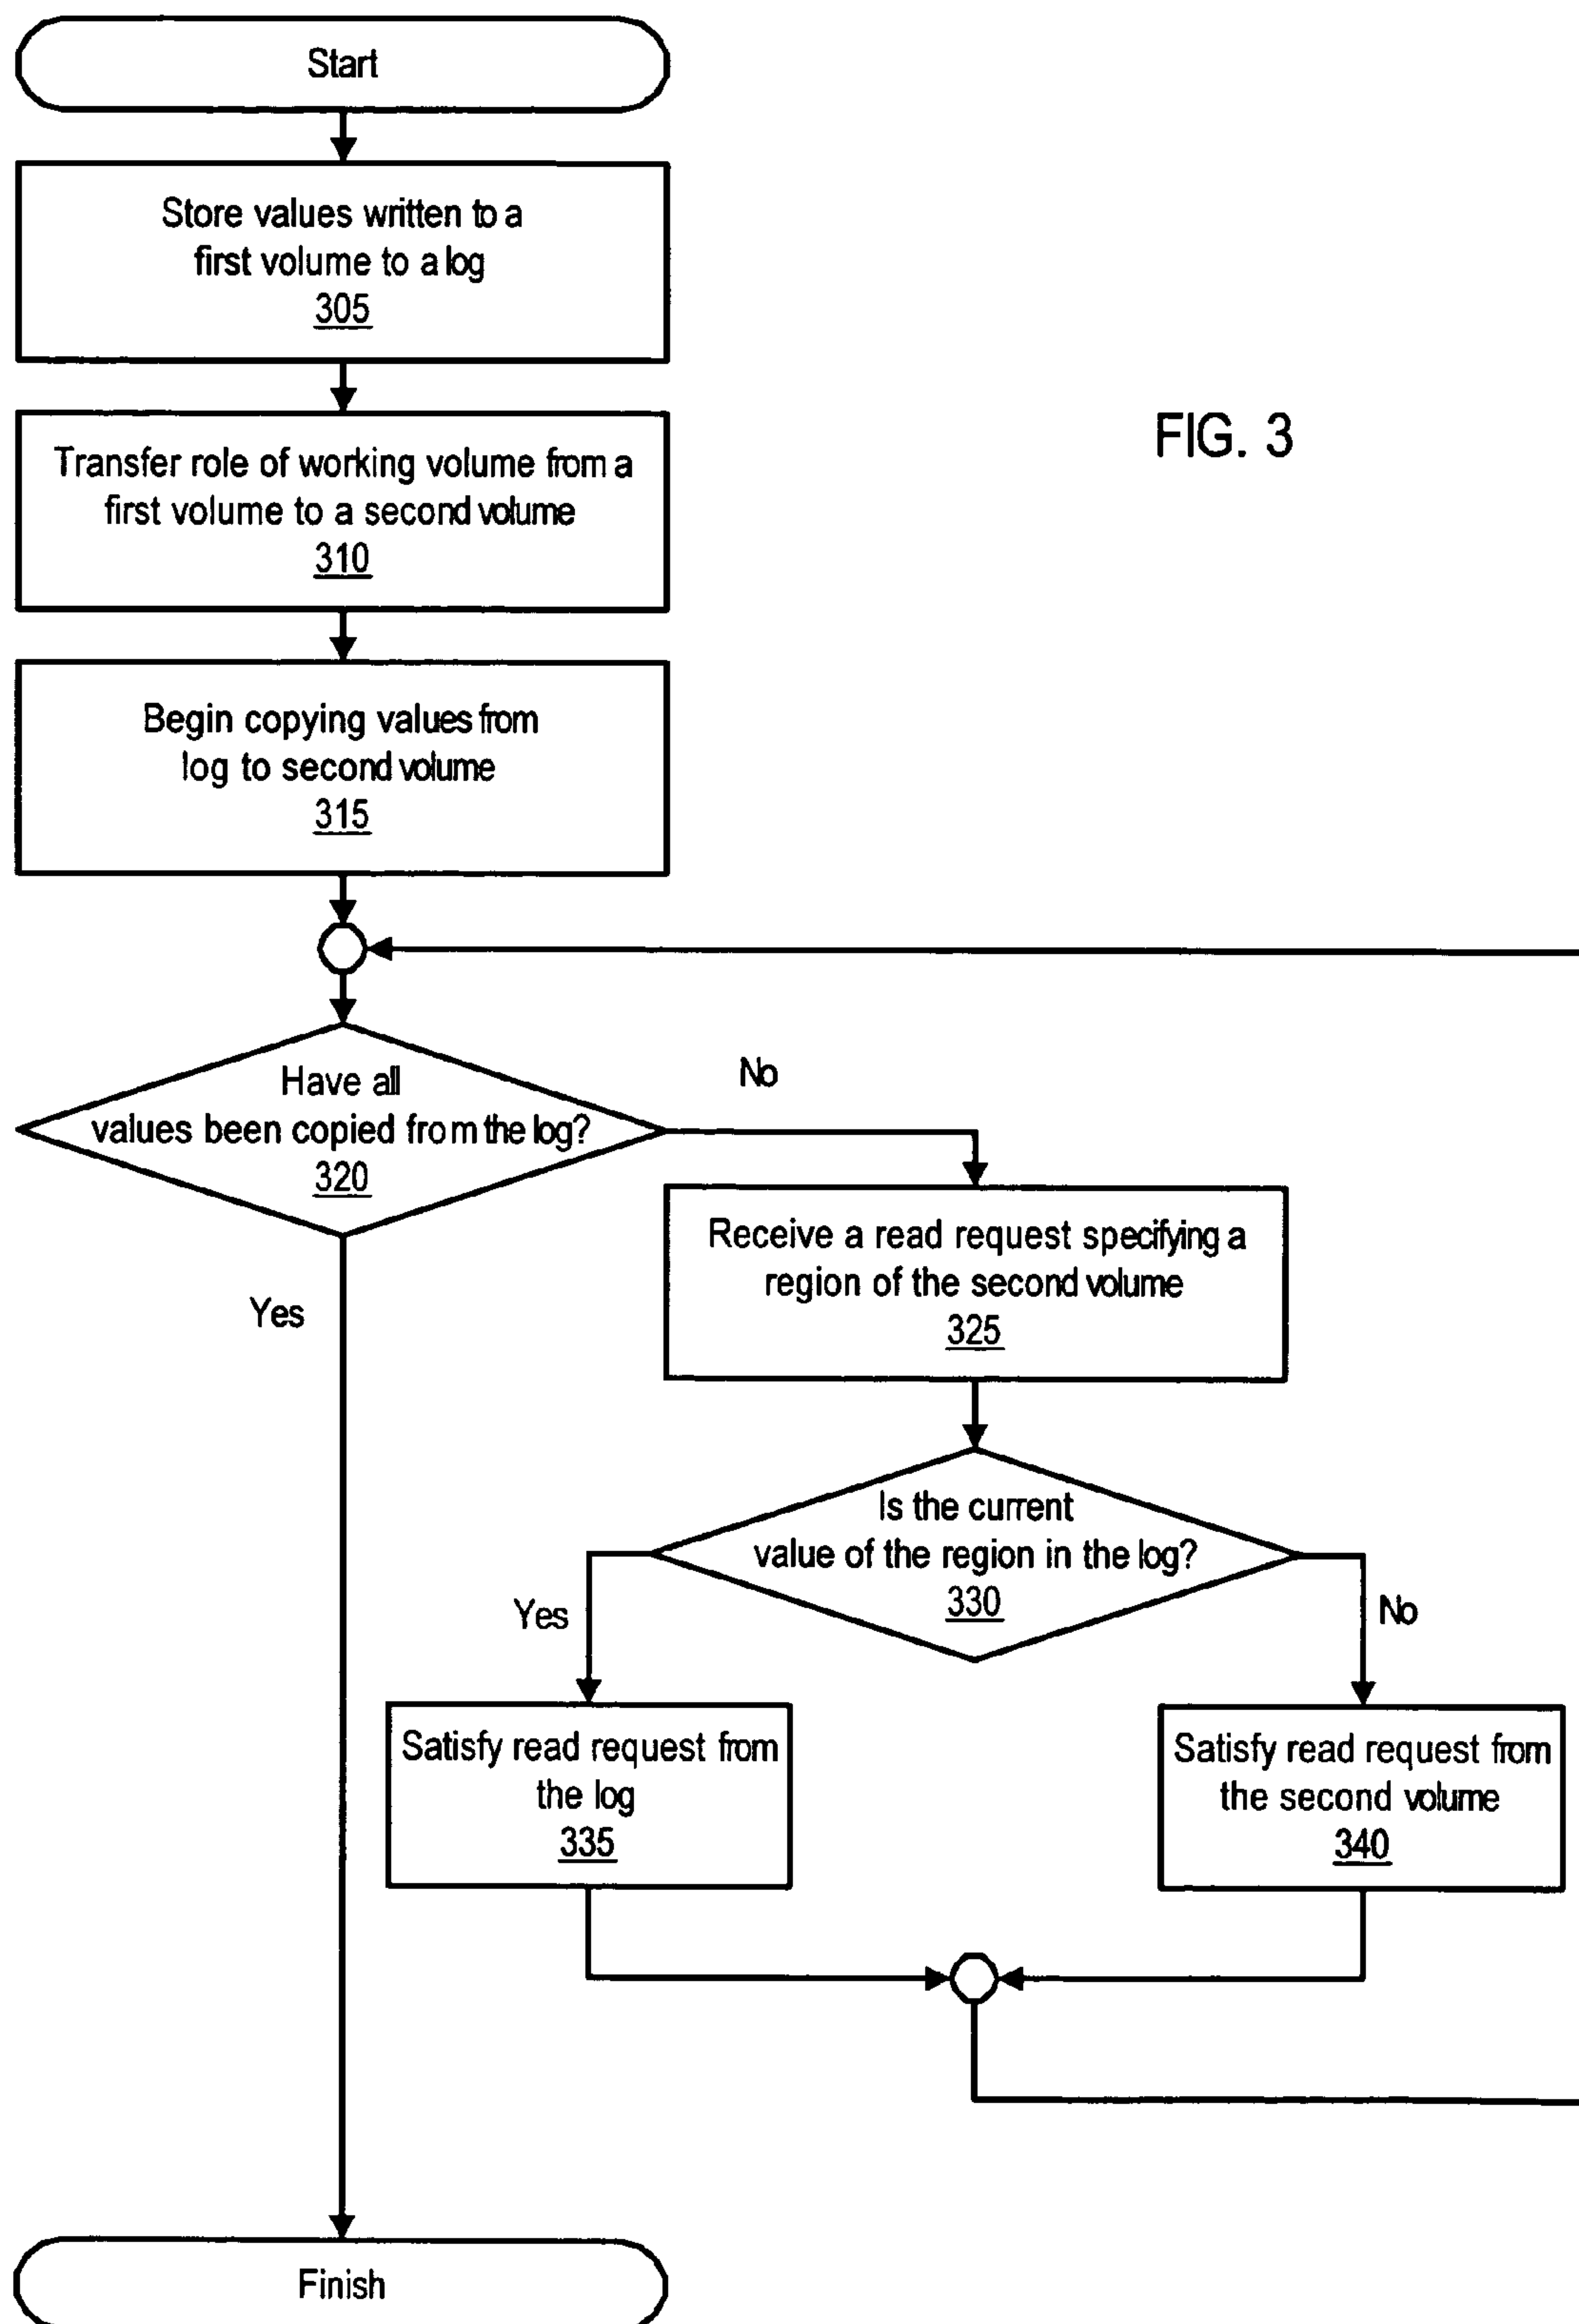 Start
Store values written to a
first volume to a log
305
FIG. 3
Transfer role of working volume from a
first volume to a second volume
310
Begin copying values from
log to second volume
315
No
Have all
values been copied from the log?
320
Receive a read request specifying a
region of the second volume
325
Yes
Is the current
value of the region in the log?
330
Yes
No
Satisfy read request from
the log
335
Satisfy read request from
the second volume
340
Finish